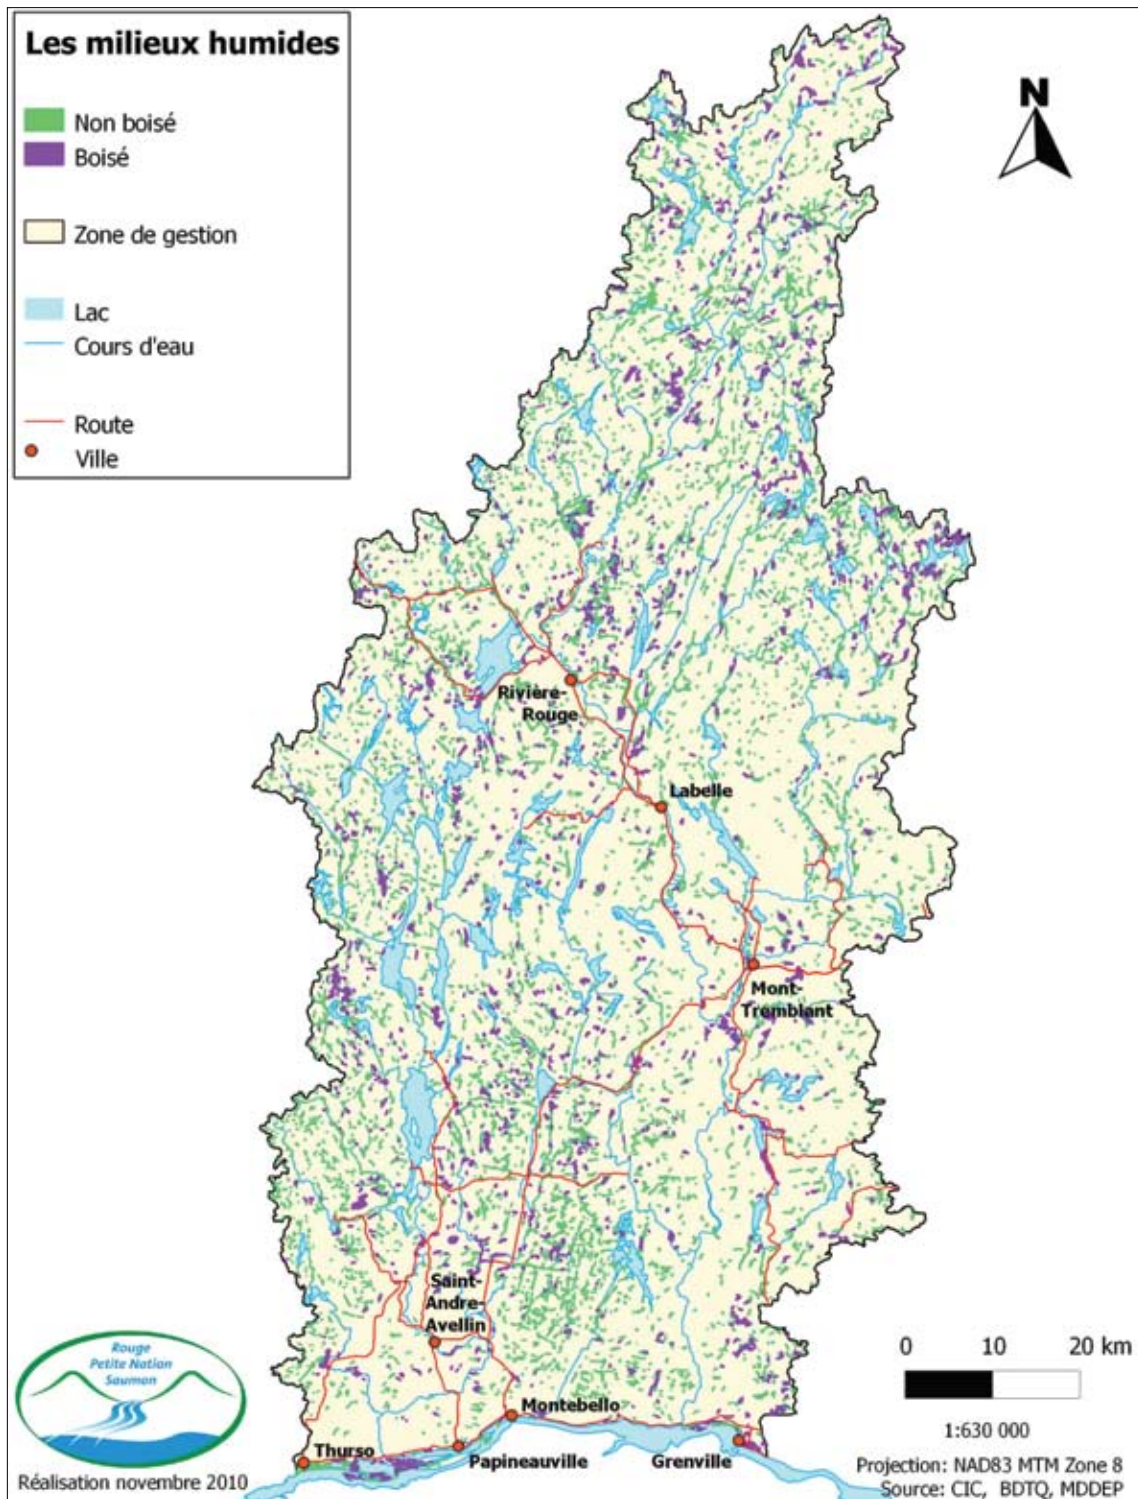 Les milieux humides
Non boisé
Boisé
Zone de gestion
Lac
Cours d'eau
Route
Ville
N
Rivière-
Rouge
Labelle
Mont-
Tremblant
Saint-
Andre-
Avellin
Montebello
Thurso
Papineauville
Grenville
Rouge
Petite Nation
Saumon
Réalisation novembre 2010
0 10 20 km
1:630 000
Projection: NAD83 MTM Zone 8
Source: CIC, BDTQ, MDDEP